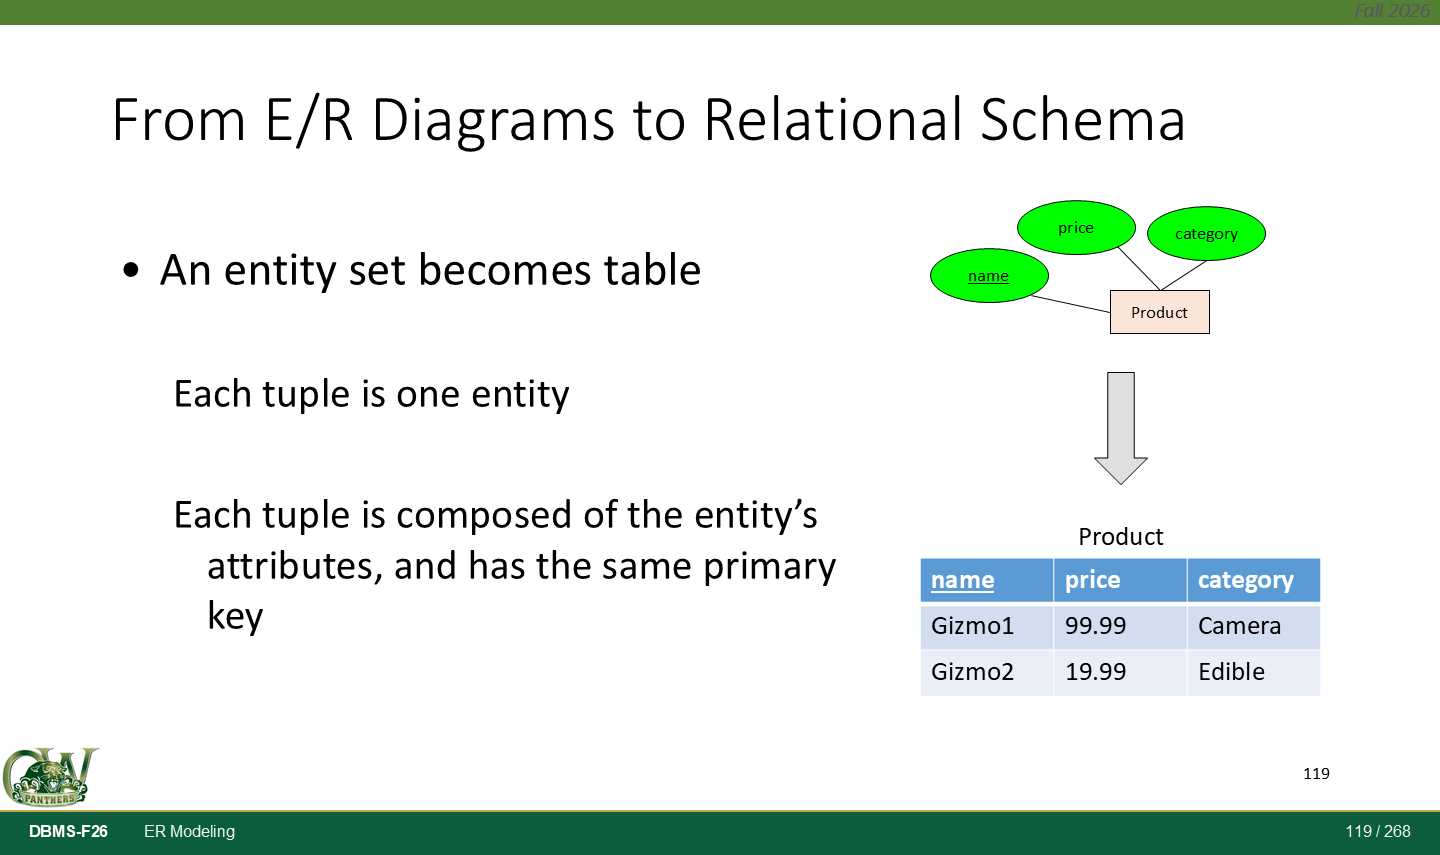 Fall 2026
From E/R Diagrams to Relational Schema
• An entity set becomes table
Each tuple is one entity
Each tuple is composed of the entity’s
attributes, and has the same primary
key
price
category
name
Product
Product
name price category
Gizmo1 99.99 Camera
Gizmo2 19.99 Edible
OW
PANTHERS
119
DBMS-F26 ER Modeling 119 / 268